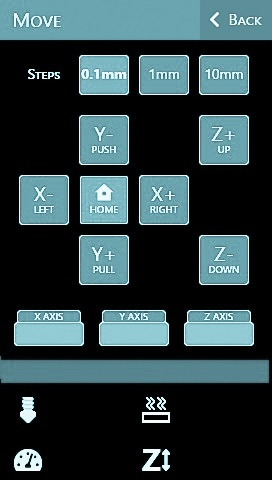 Move
Back
Steps 0.1mm 1mm 10mm
Y-
PUSH
Z+
UP
X-
LEFT
HOME
X+
RIGHT
Y+
PULL
Z-
DOWN
X AXIS Y AXIS Z AXIS
Z